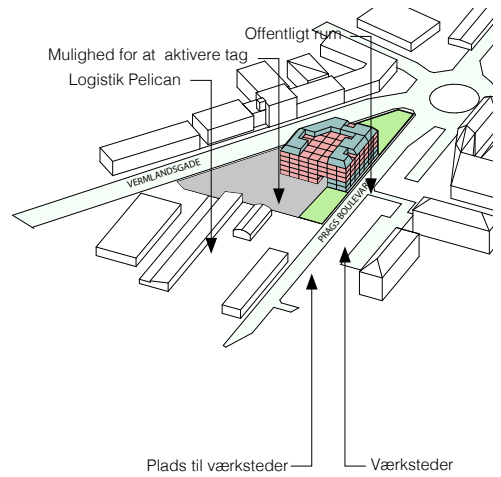 Offentligt rum
Mulighed for at aktivere tag
Logistik Pelican
VERMLANDSGADE
PRAGS BOULEVARD
Plads til værksteder
Værksteder